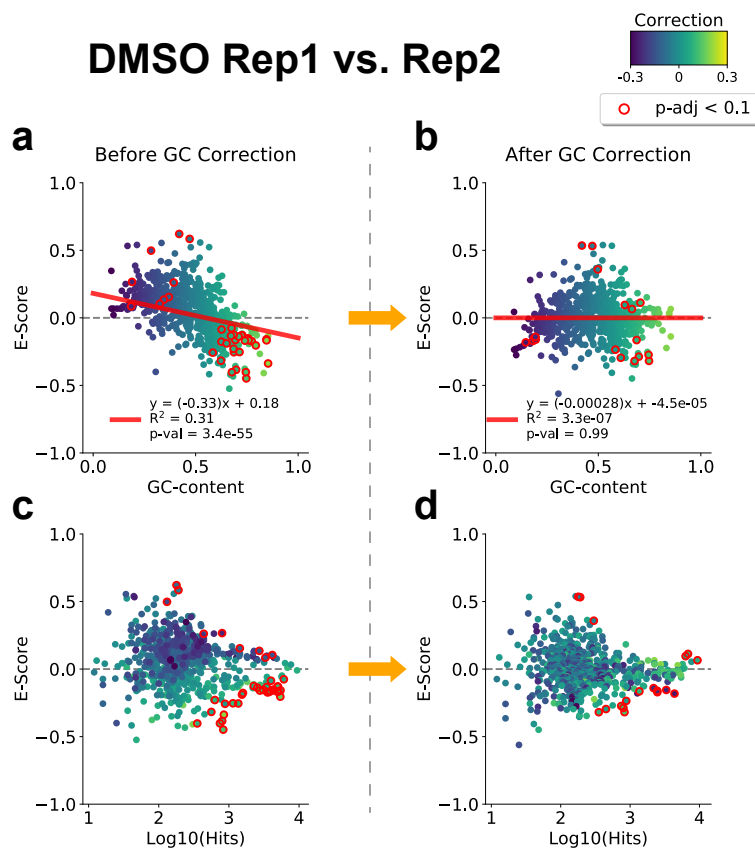 DMSO Rep1 vs. Rep2
Correction
-0.3 0 0.3
p-adj < 0.1
a
Before GC Correction
1.0
0.5
0.0
−0.5
−1.0
E-Score
y = (-0.33)x + 0.18
R² = 0.31
p-val = 3.4e-55
0.0 0.5 1.0
GC-content
b
After GC Correction
1.0
0.5
0.0
−0.5
−1.0
E-Score
y = (-0.00028)x + -4.5e-05
R² = 3.3e-07
p-val = 0.99
0.0 0.5 1.0
GC-content
c
1.0
0.5
0.0
−0.5
−1.0
E-Score
1 2 3 4
Log10(Hits)
d
1.0
0.5
0.0
−0.5
−1.0
E-Score
1 2 3 4
Log10(Hits)